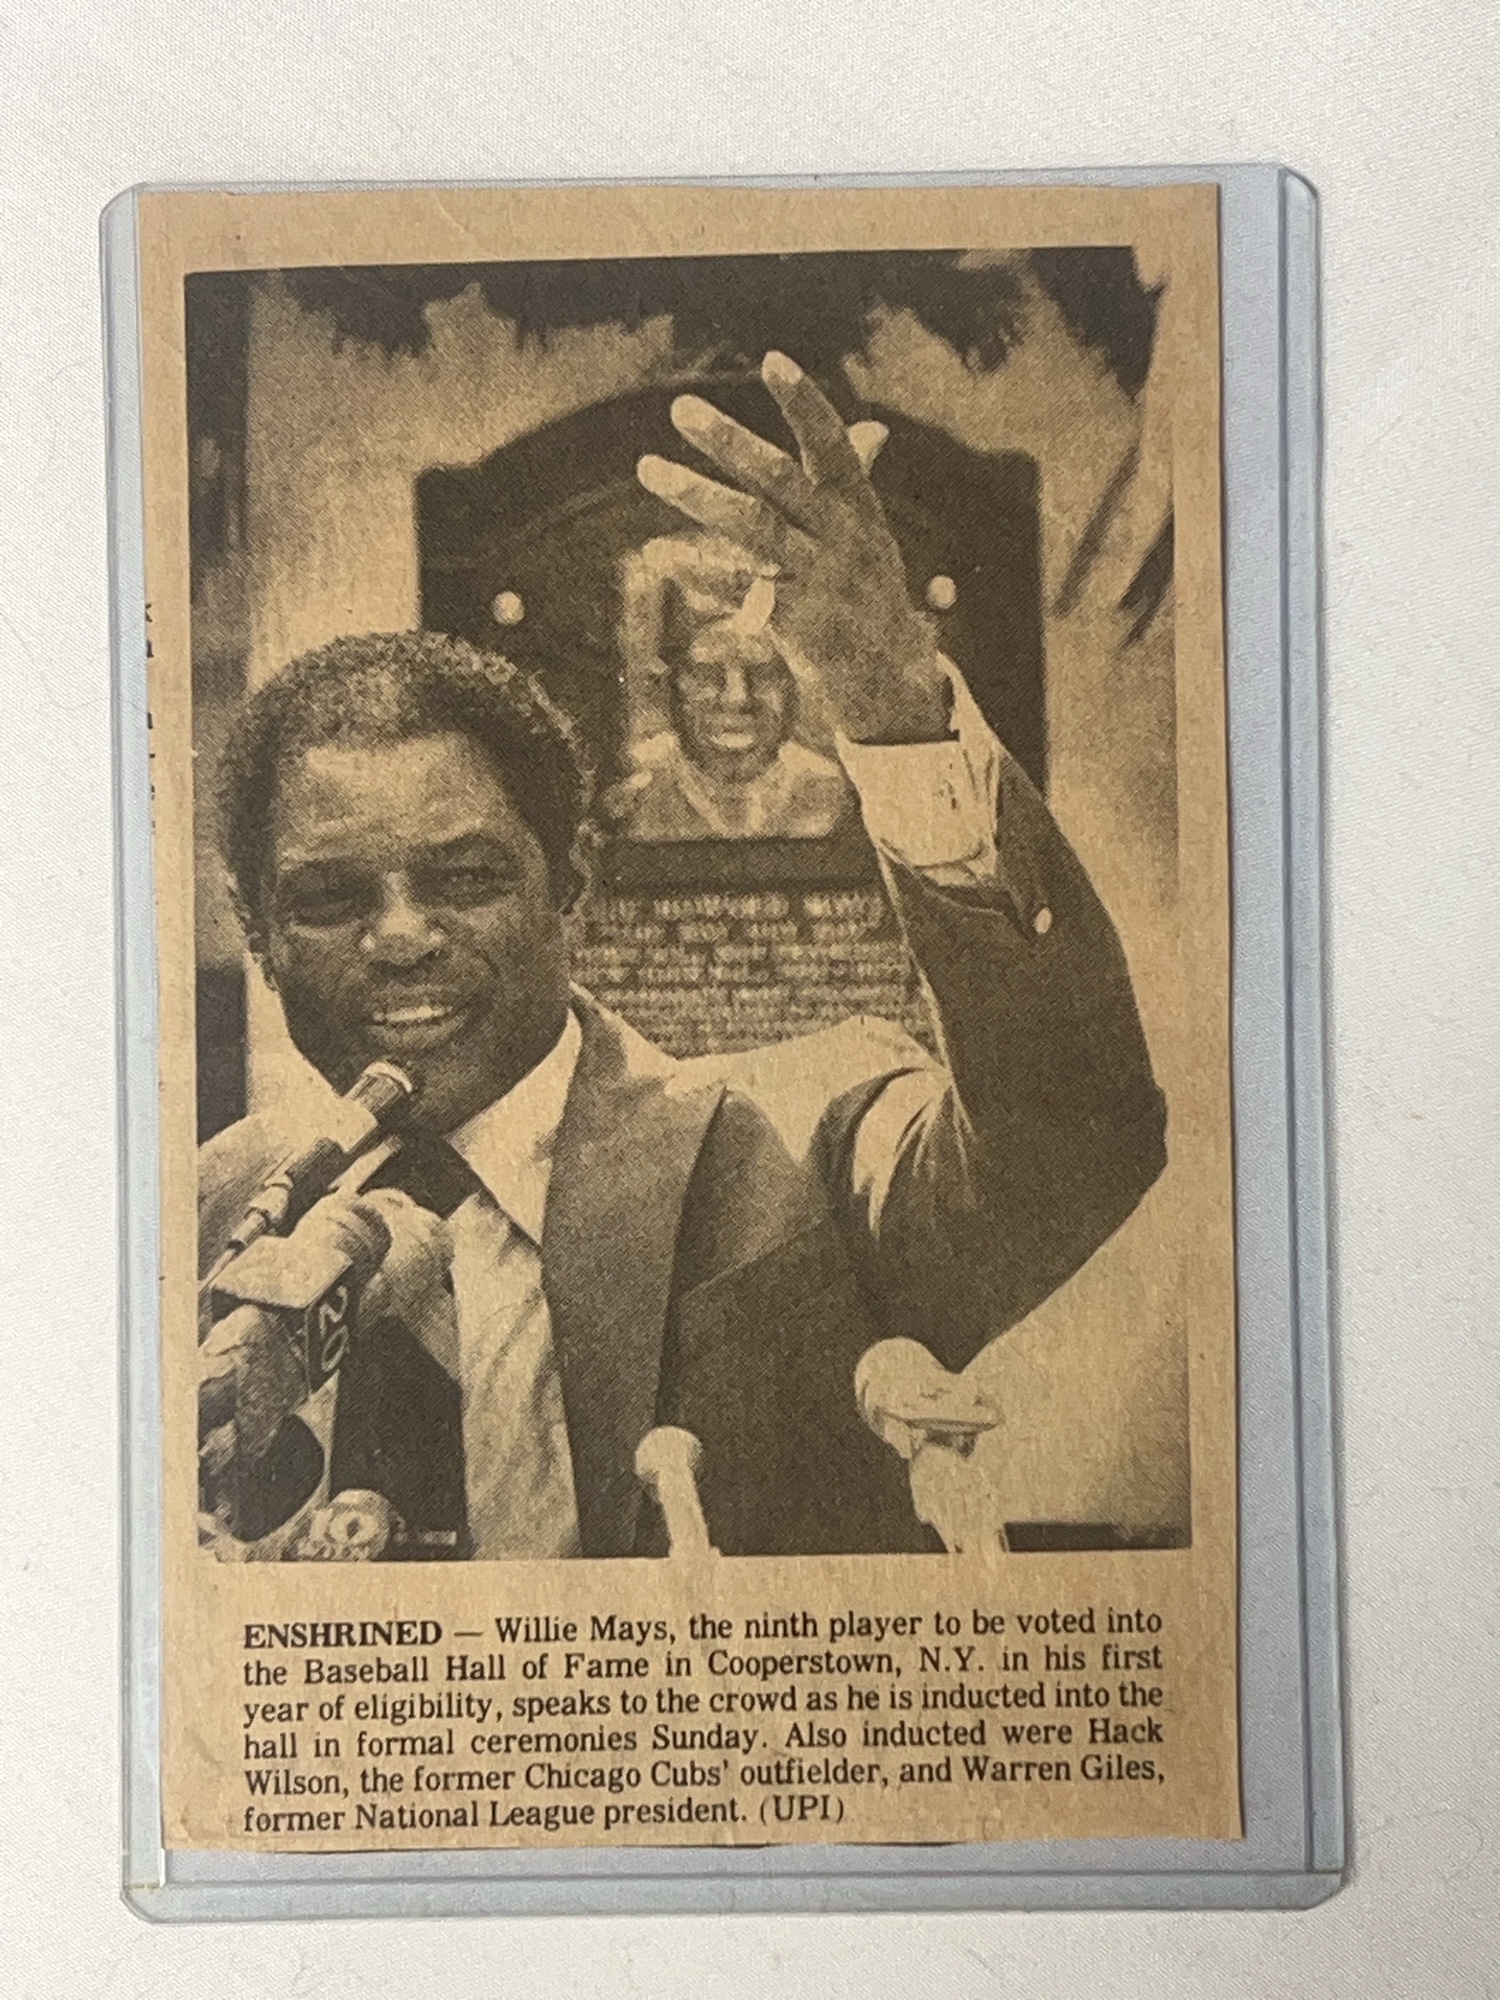 20
10
ENSHRINED — Willie Mays, the ninth player to be voted into
the Baseball Hall of Fame in Cooperstown, N.Y. in his first
year of eligibility, speaks to the crowd as he is inducted into the
hall in formal ceremonies Sunday. Also inducted were Hack
Wilson, the former Chicago Cubs' outfielder, and Warren Giles,
former National League president. (UPI)